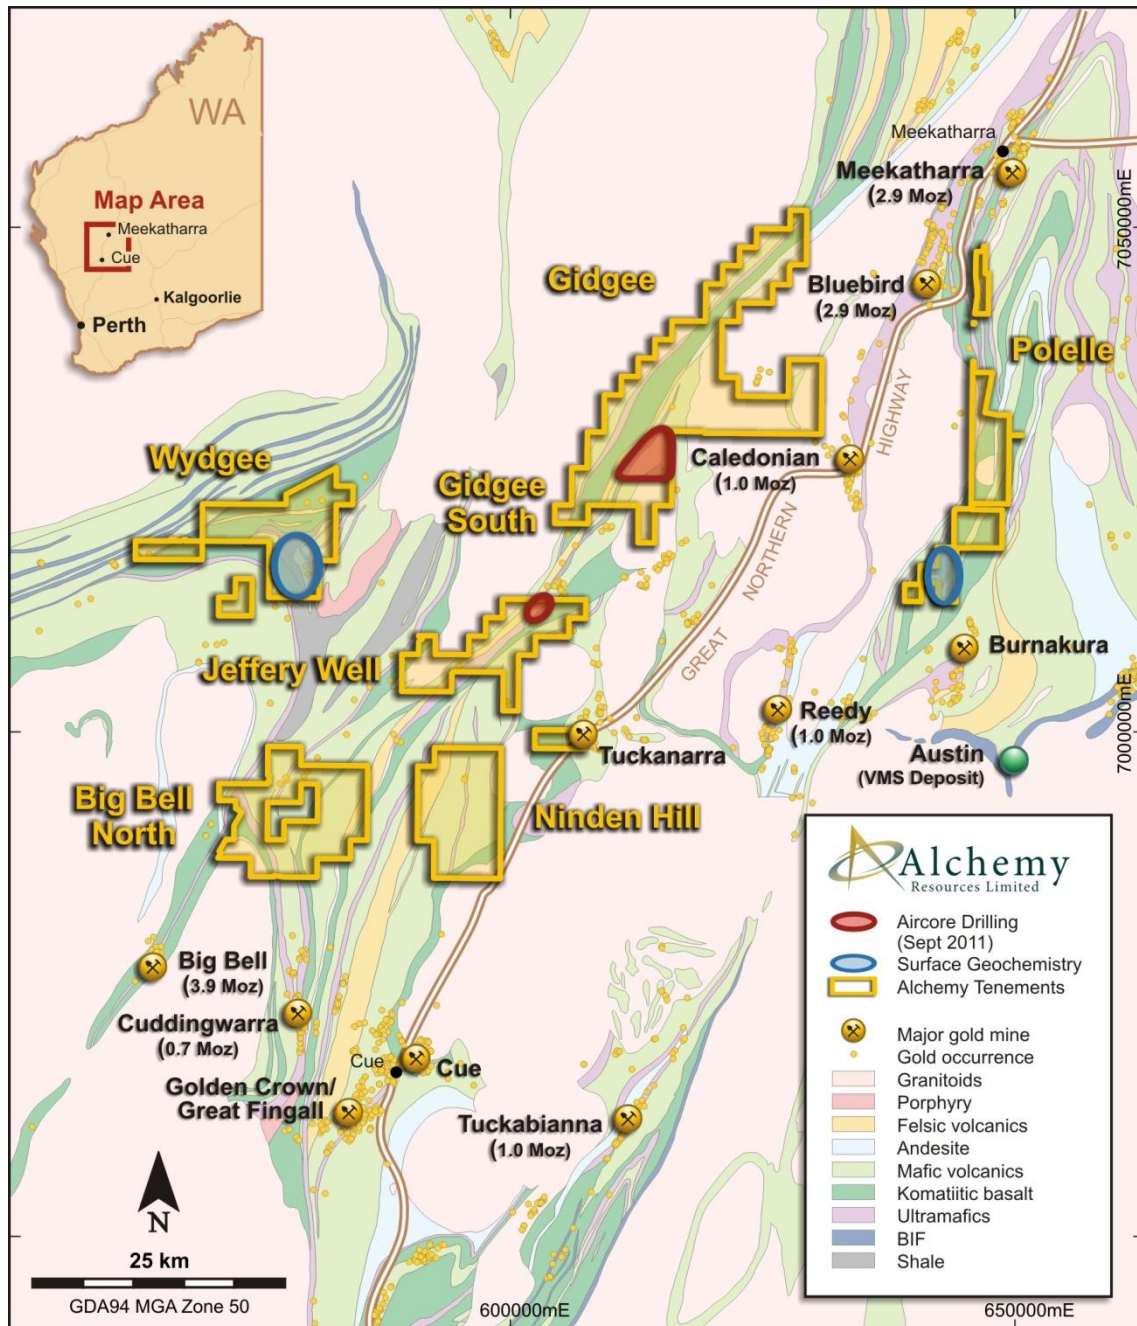 WA
Map Area
Meekatharra
Cue
Kalgoorlie
Perth
Meekatharra
Meekatharra
(2.9 Moz)
7050000mE
Gidgee
Bluebird
(2.9 Moz)
Polelle
HIGHWAY
Wydgee
Gidgee
South
Caledonian
(1.0 Moz)
NORTHERN
GREAT
Jeffery Well
Burnakura
Reedy
(1.0 Moz)
Tuckanarra
Austin
(VMS Deposit)
7000000mE
Big Bell
North
Ninden Hill
Big Bell
(3.9 Moz)
Cuddingwarra
(0.7 Moz)
Cue
Cue
Golden Crown/
Great Fingall
Tuckabianna
(1.0 Moz)
N
25 km
GDA94 MGA Zone 50
600000mE
650000mE
Alchemy
Resources Limited
Aircore Drilling
(Sept 2011)
Surface Geochemistry
Alchemy Tenements
Major gold mine
Gold occurrence
Granitoids
Porphyry
Felsic volcanics
Andesite
Mafic volcanics
Komatiitic basalt
Ultramafics
BIF
Shale